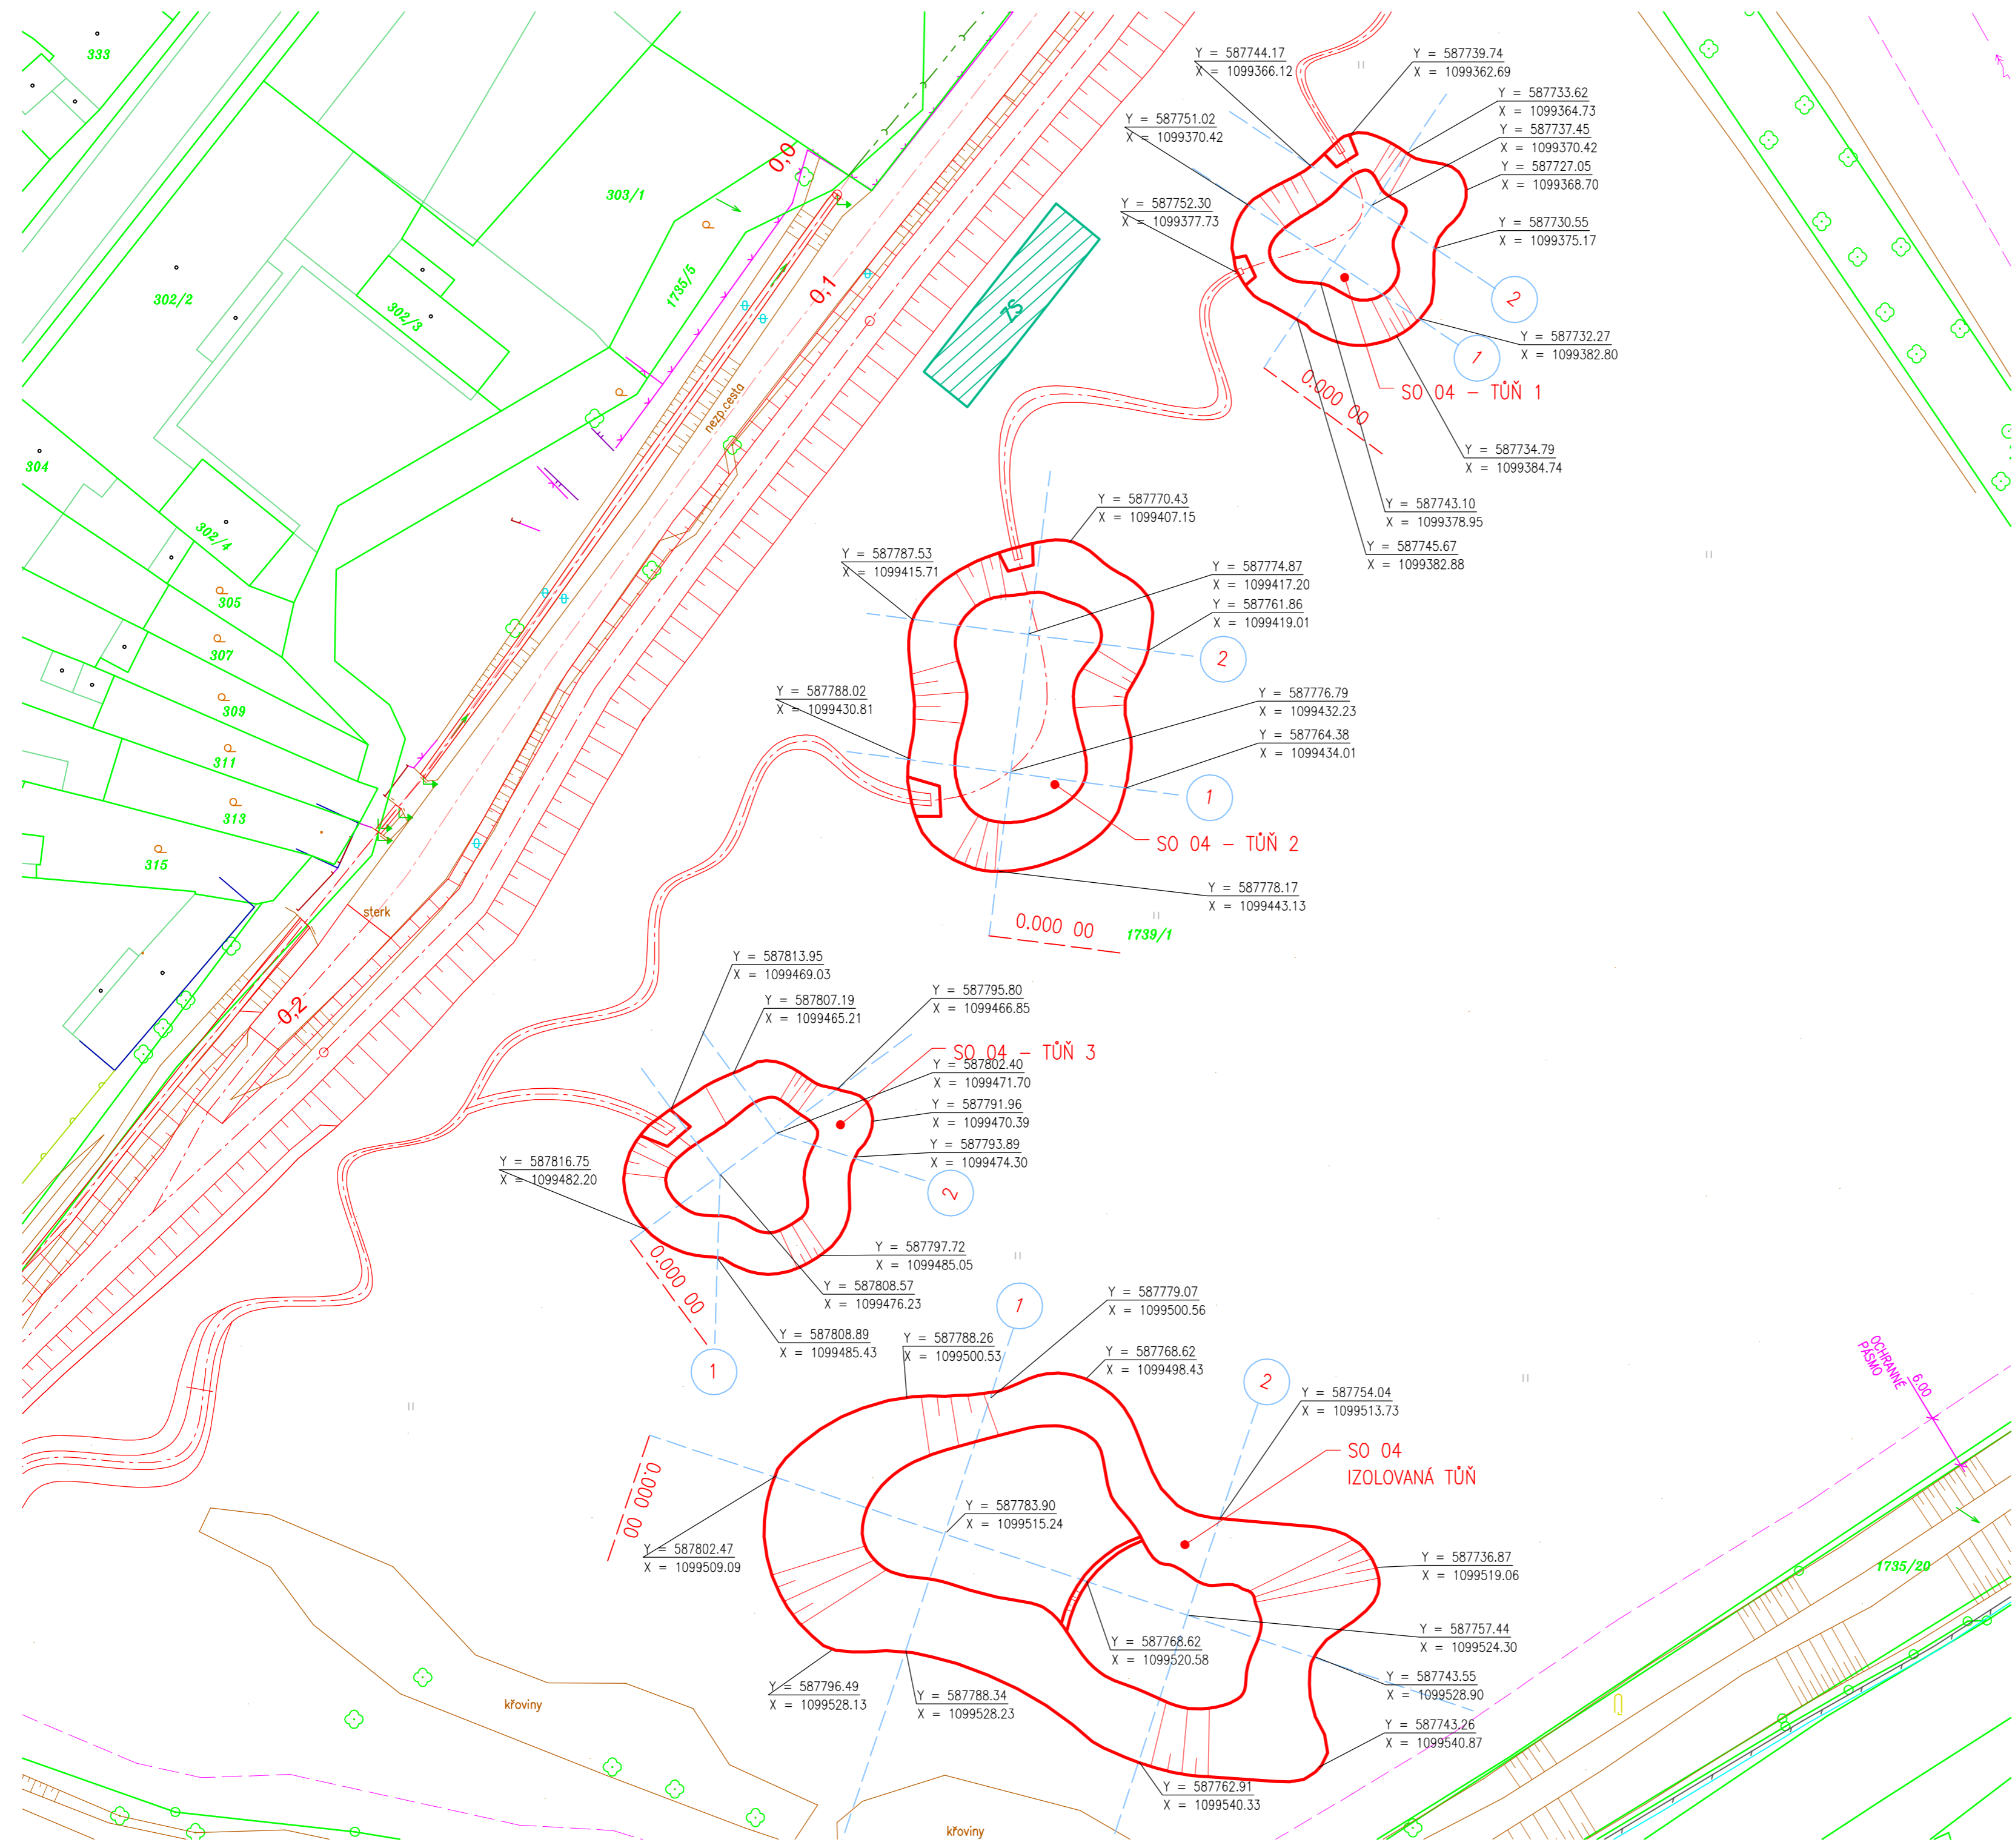 333
303/1
302/2
302/3
1735/5
0,0
0,1
ZS
nezp.cesta
304
302/4
305
307
309
311
313
315
sterk
0,2
Y = 587744.17
X = 1099366.12
Y = 587739.74
X = 1099362.69
Y = 587733.62
X = 1099364.73
Y = 587751.02
X = 1099370.42
Y = 587737.45
X = 1099370.42
Y = 587727.05
X = 1099368.70
Y = 587752.30
X = 1099377.73
Y = 587730.55
X = 1099375.17
2
1
Y = 587732.27
X = 1099382.80
0.000 00
SO 04 – TŮŇ 1
Y = 587734.79
X = 1099384.74
Y = 587743.10
X = 1099378.95
Y = 587745.67
X = 1099382.88
Y = 587770.43
X = 1099407.15
Y = 587787.53
X = 1099415.71
Y = 587774.87
X = 1099417.20
Y = 587761.86
X = 1099419.01
2
Y = 587788.02
X = 1099430.81
Y = 587776.79
X = 1099432.23
Y = 587764.38
X = 1099434.01
1
SO 04 – TŮŇ 2
Y = 587778.17
X = 1099443.13
0.000 00
1739/1
Y = 587813.95
X = 1099469.03
Y = 587807.19
X = 1099465.21
Y = 587795.80
X = 1099466.85
SO 04 – TŮŇ 3
Y = 587802.40
X = 1099471.70
Y = 587791.96
X = 1099470.39
Y = 587793.89
X = 1099474.30
Y = 587816.75
X = 1099482.20
2
0.000 00
Y = 587797.72
X = 1099485.05
Y = 587808.57
X = 1099476.23
Y = 587808.89
X = 1099485.43
1
1
Y = 587779.07
X = 1099500.56
Y = 587788.26
X = 1099500.53
Y = 587768.62
X = 1099498.43
2
Y = 587754.04
X = 1099513.73
SO 04
IZOLOVANÁ TŮŇ
0.000 00
Y = 587783.90
X = 1099515.24
Y = 587802.47
X = 1099509.09
Y = 587736.87
X = 1099519.06
Y = 587757.44
X = 1099524.30
Y = 587768.62
X = 1099520.58
Y = 587743.55
X = 1099528.90
Y = 587796.49
X = 1099528.13
Y = 587788.34
X = 1099528.23
Y = 587743.26
X = 1099540.87
Y = 587762.91
X = 1099540.33
OCHRANNÉ
PÁSMO
6.00
1735/20
křoviny
křoviny